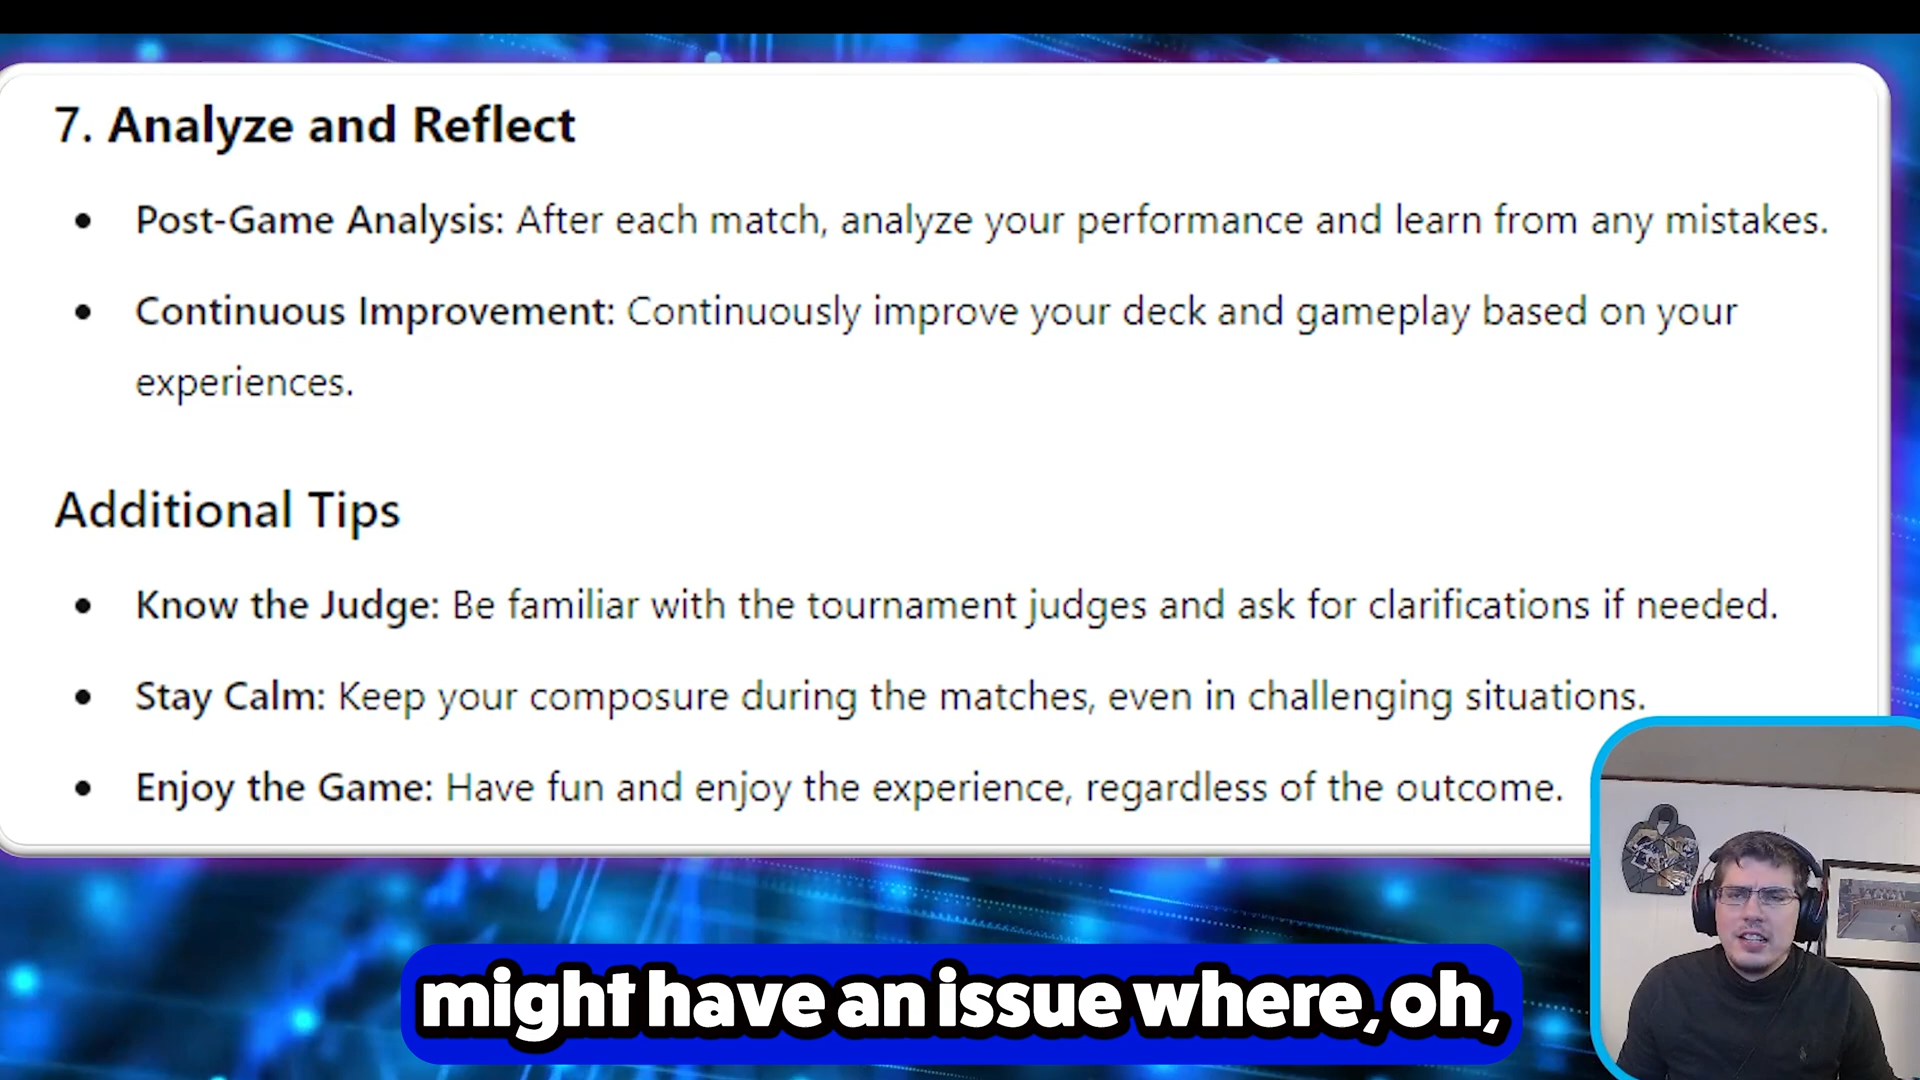 7. Analyze and Reflect
• Post-Game Analysis: After each match, analyze your performance and learn from any mistakes.
• Continuous Improvement: Continuously improve your deck and gameplay based on your
experiences.
Additional Tips
• Know the Judge: Be familiar with the tournament judges and ask for clarifications if needed.
• Stay Calm: Keep your composure during the matches, even in challenging situations.
• Enjoy the Game: Have fun and enjoy the experience, regardless of the outcome.
might have an issue where, oh,